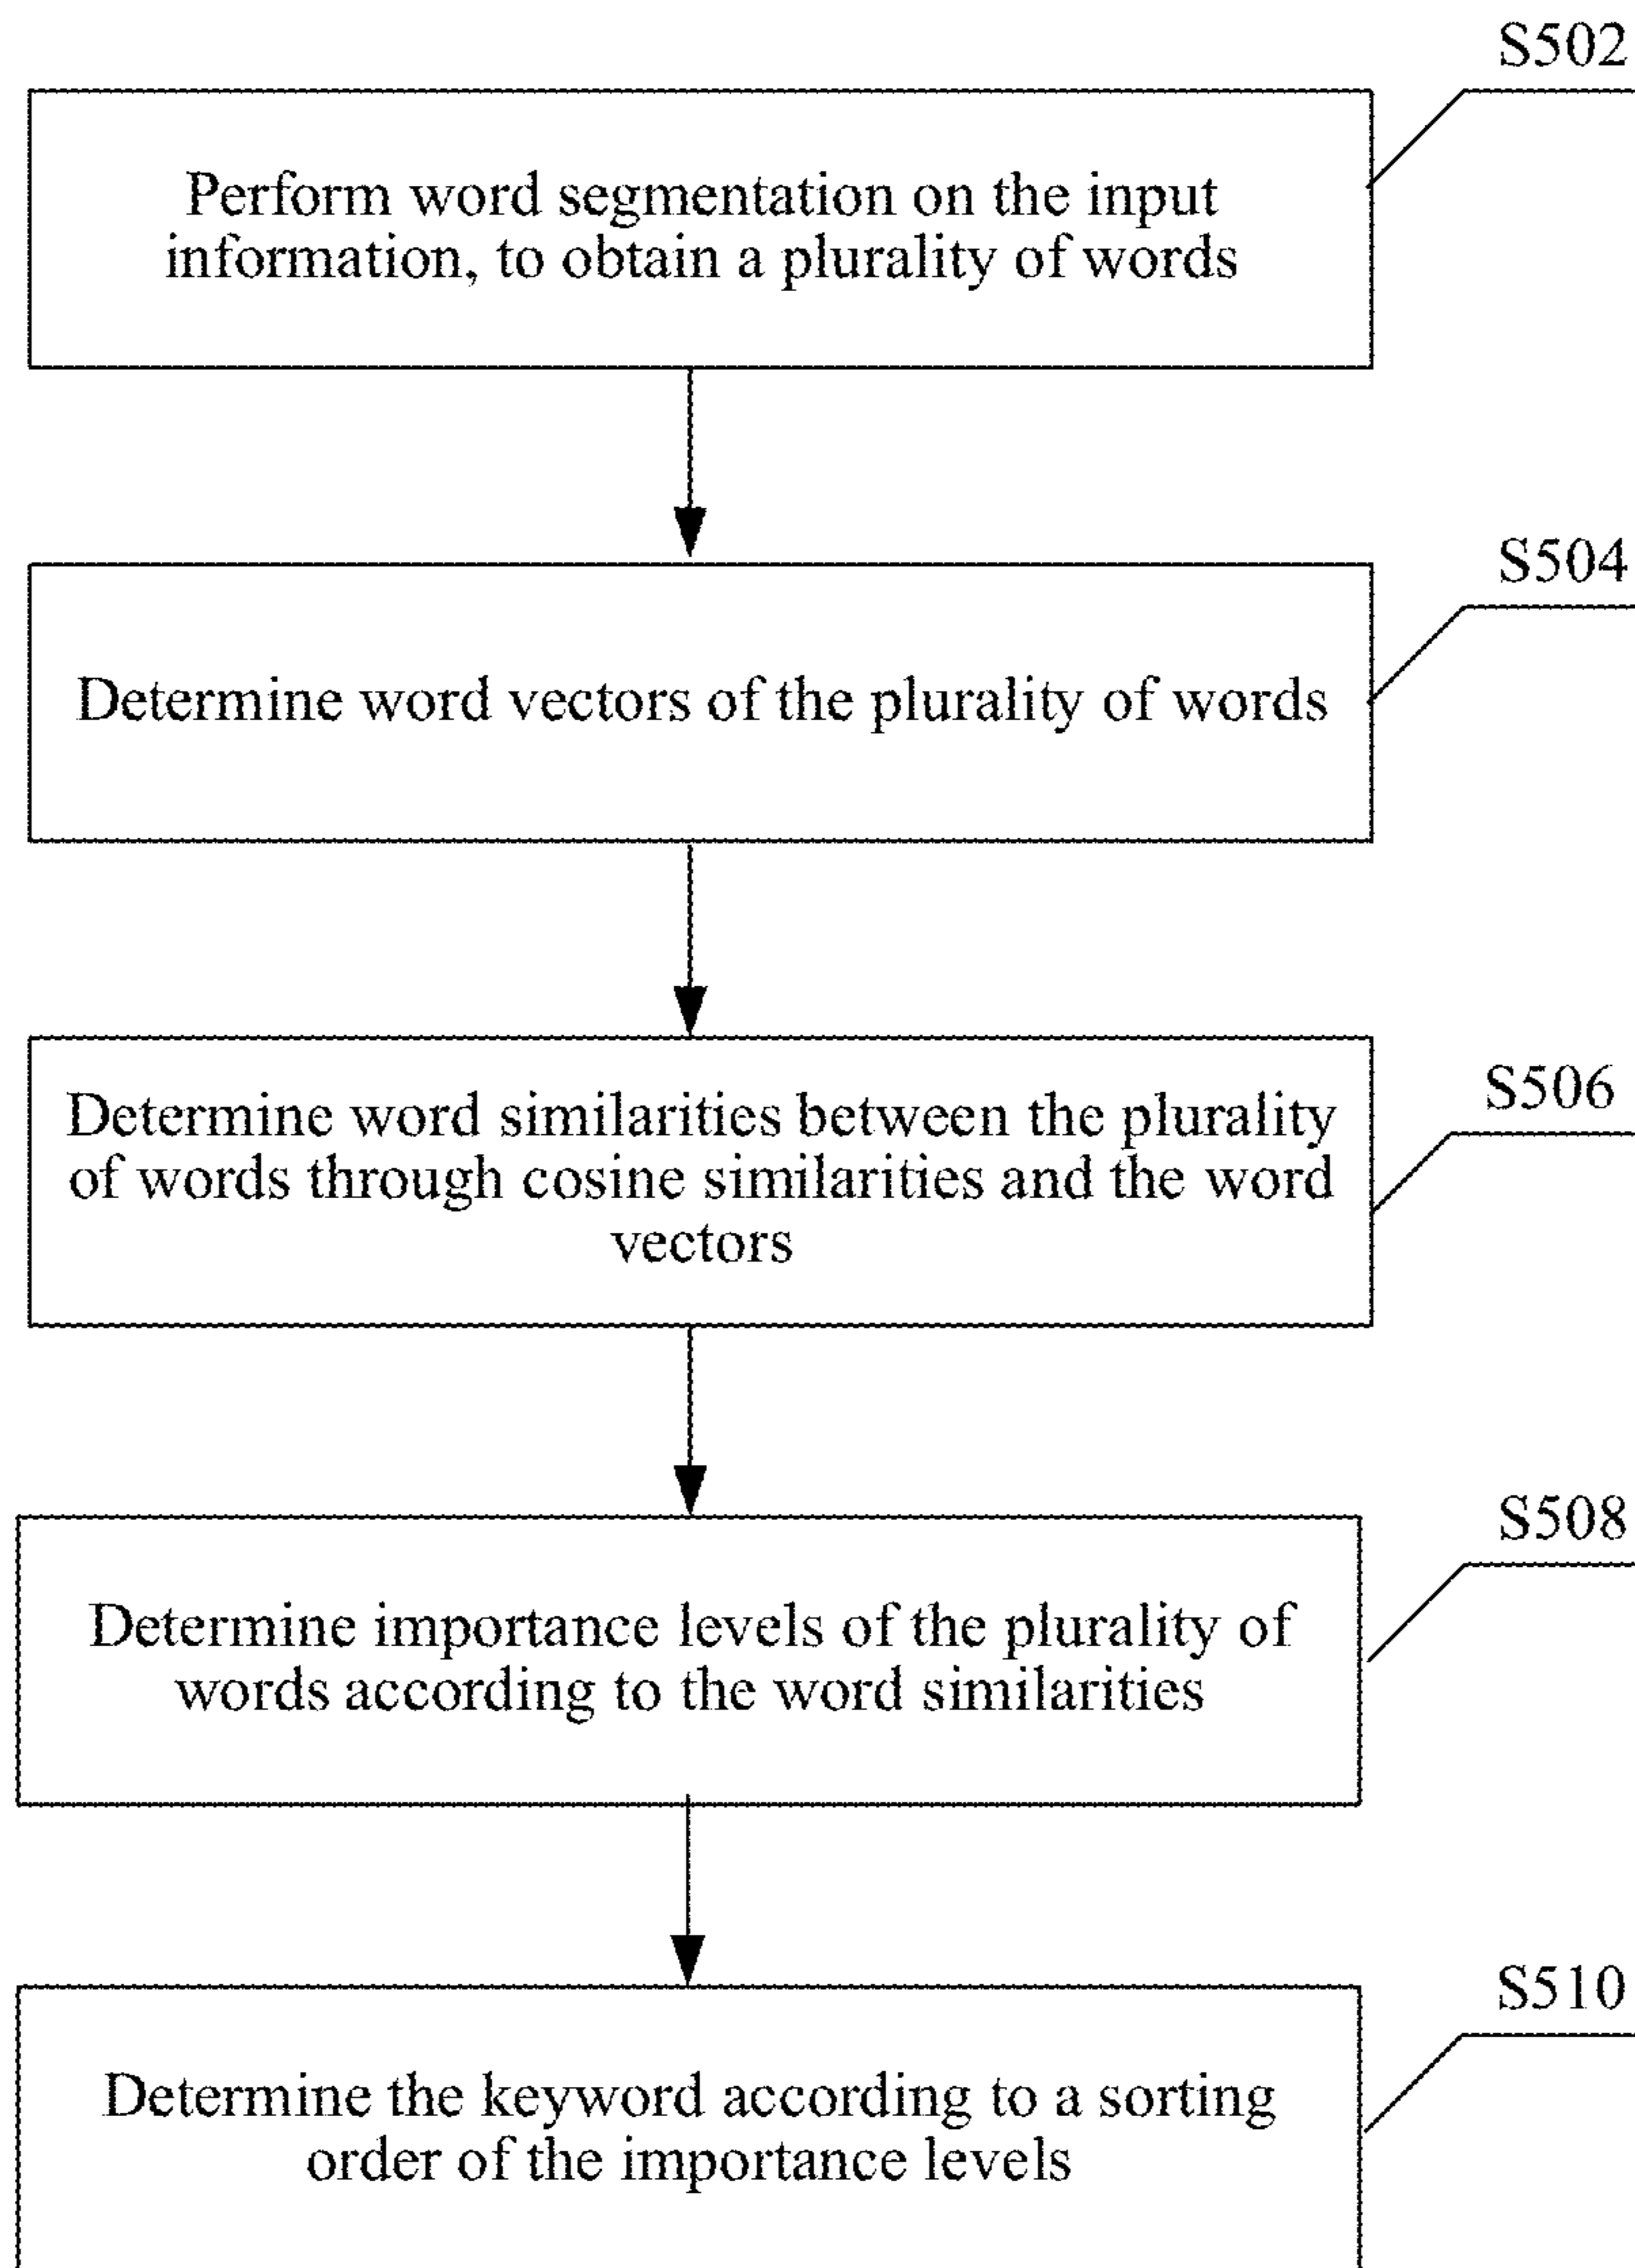 S502
Perform word segmentation on the input
information, to obtain a plurality of words
S504
Determine word vectors of the plurality of words
S506
Determine word similarities between the plurality
of words through cosine similarities and the word
vectors
S508
Determine importance levels of the plurality of
words according to the word similarities
S510
Determine the keyword according to a sorting
order of the importance levels